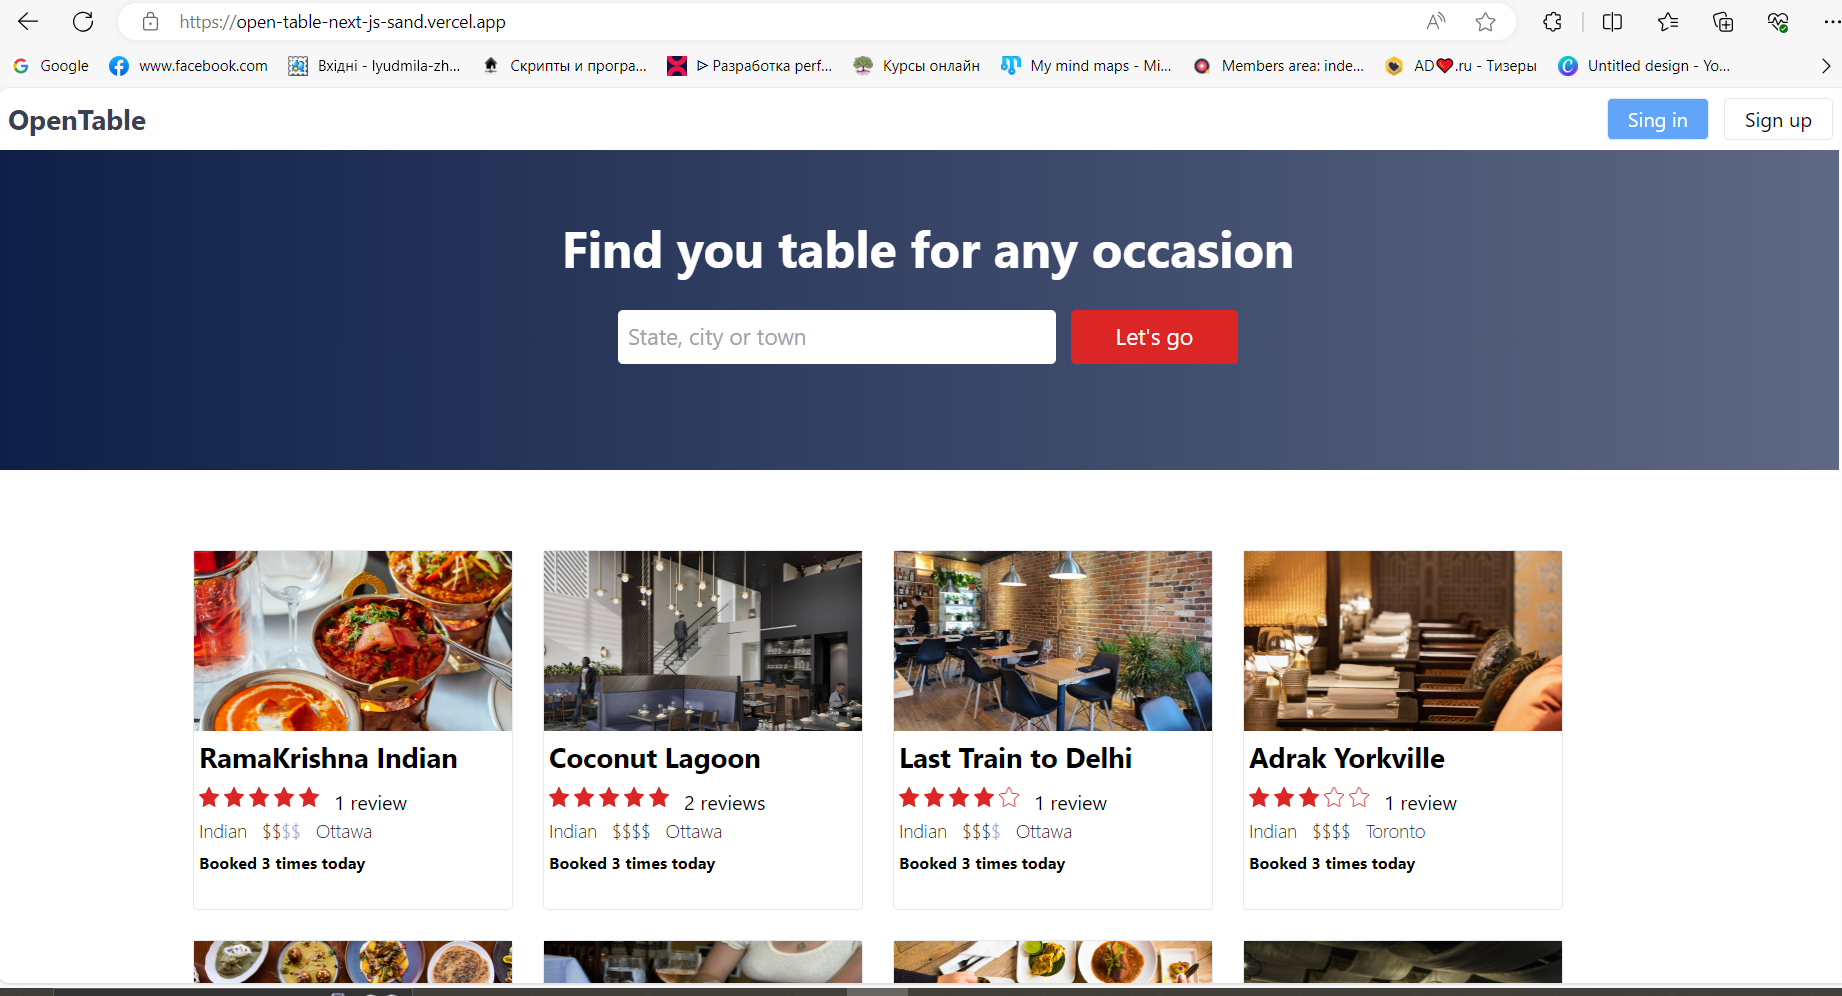 https://open-table-next-js-sand.vercel.app
Google www.facebook.com Вхідні - lyudmila-zh... Скрипты и програ... ⊳ Разработка perf... Курсы онлайн My mind maps - Mi... Members area: inde... AD❤️.ru - Тизеры Untitled design - Yo...
OpenTable Sing in Sign up
Find you table for any occasion
State, city or town Let's go
RamaKrishna Indian
1 review
Indian $$$$ Ottawa
Booked 3 times today
Coconut Lagoon
2 reviews
Indian $$$$ Ottawa
Booked 3 times today
Last Train to Delhi
1 review
Indian $$$$ Ottawa
Booked 3 times today
Adrak Yorkville
1 review
Indian $$$$ Toronto
Booked 3 times today